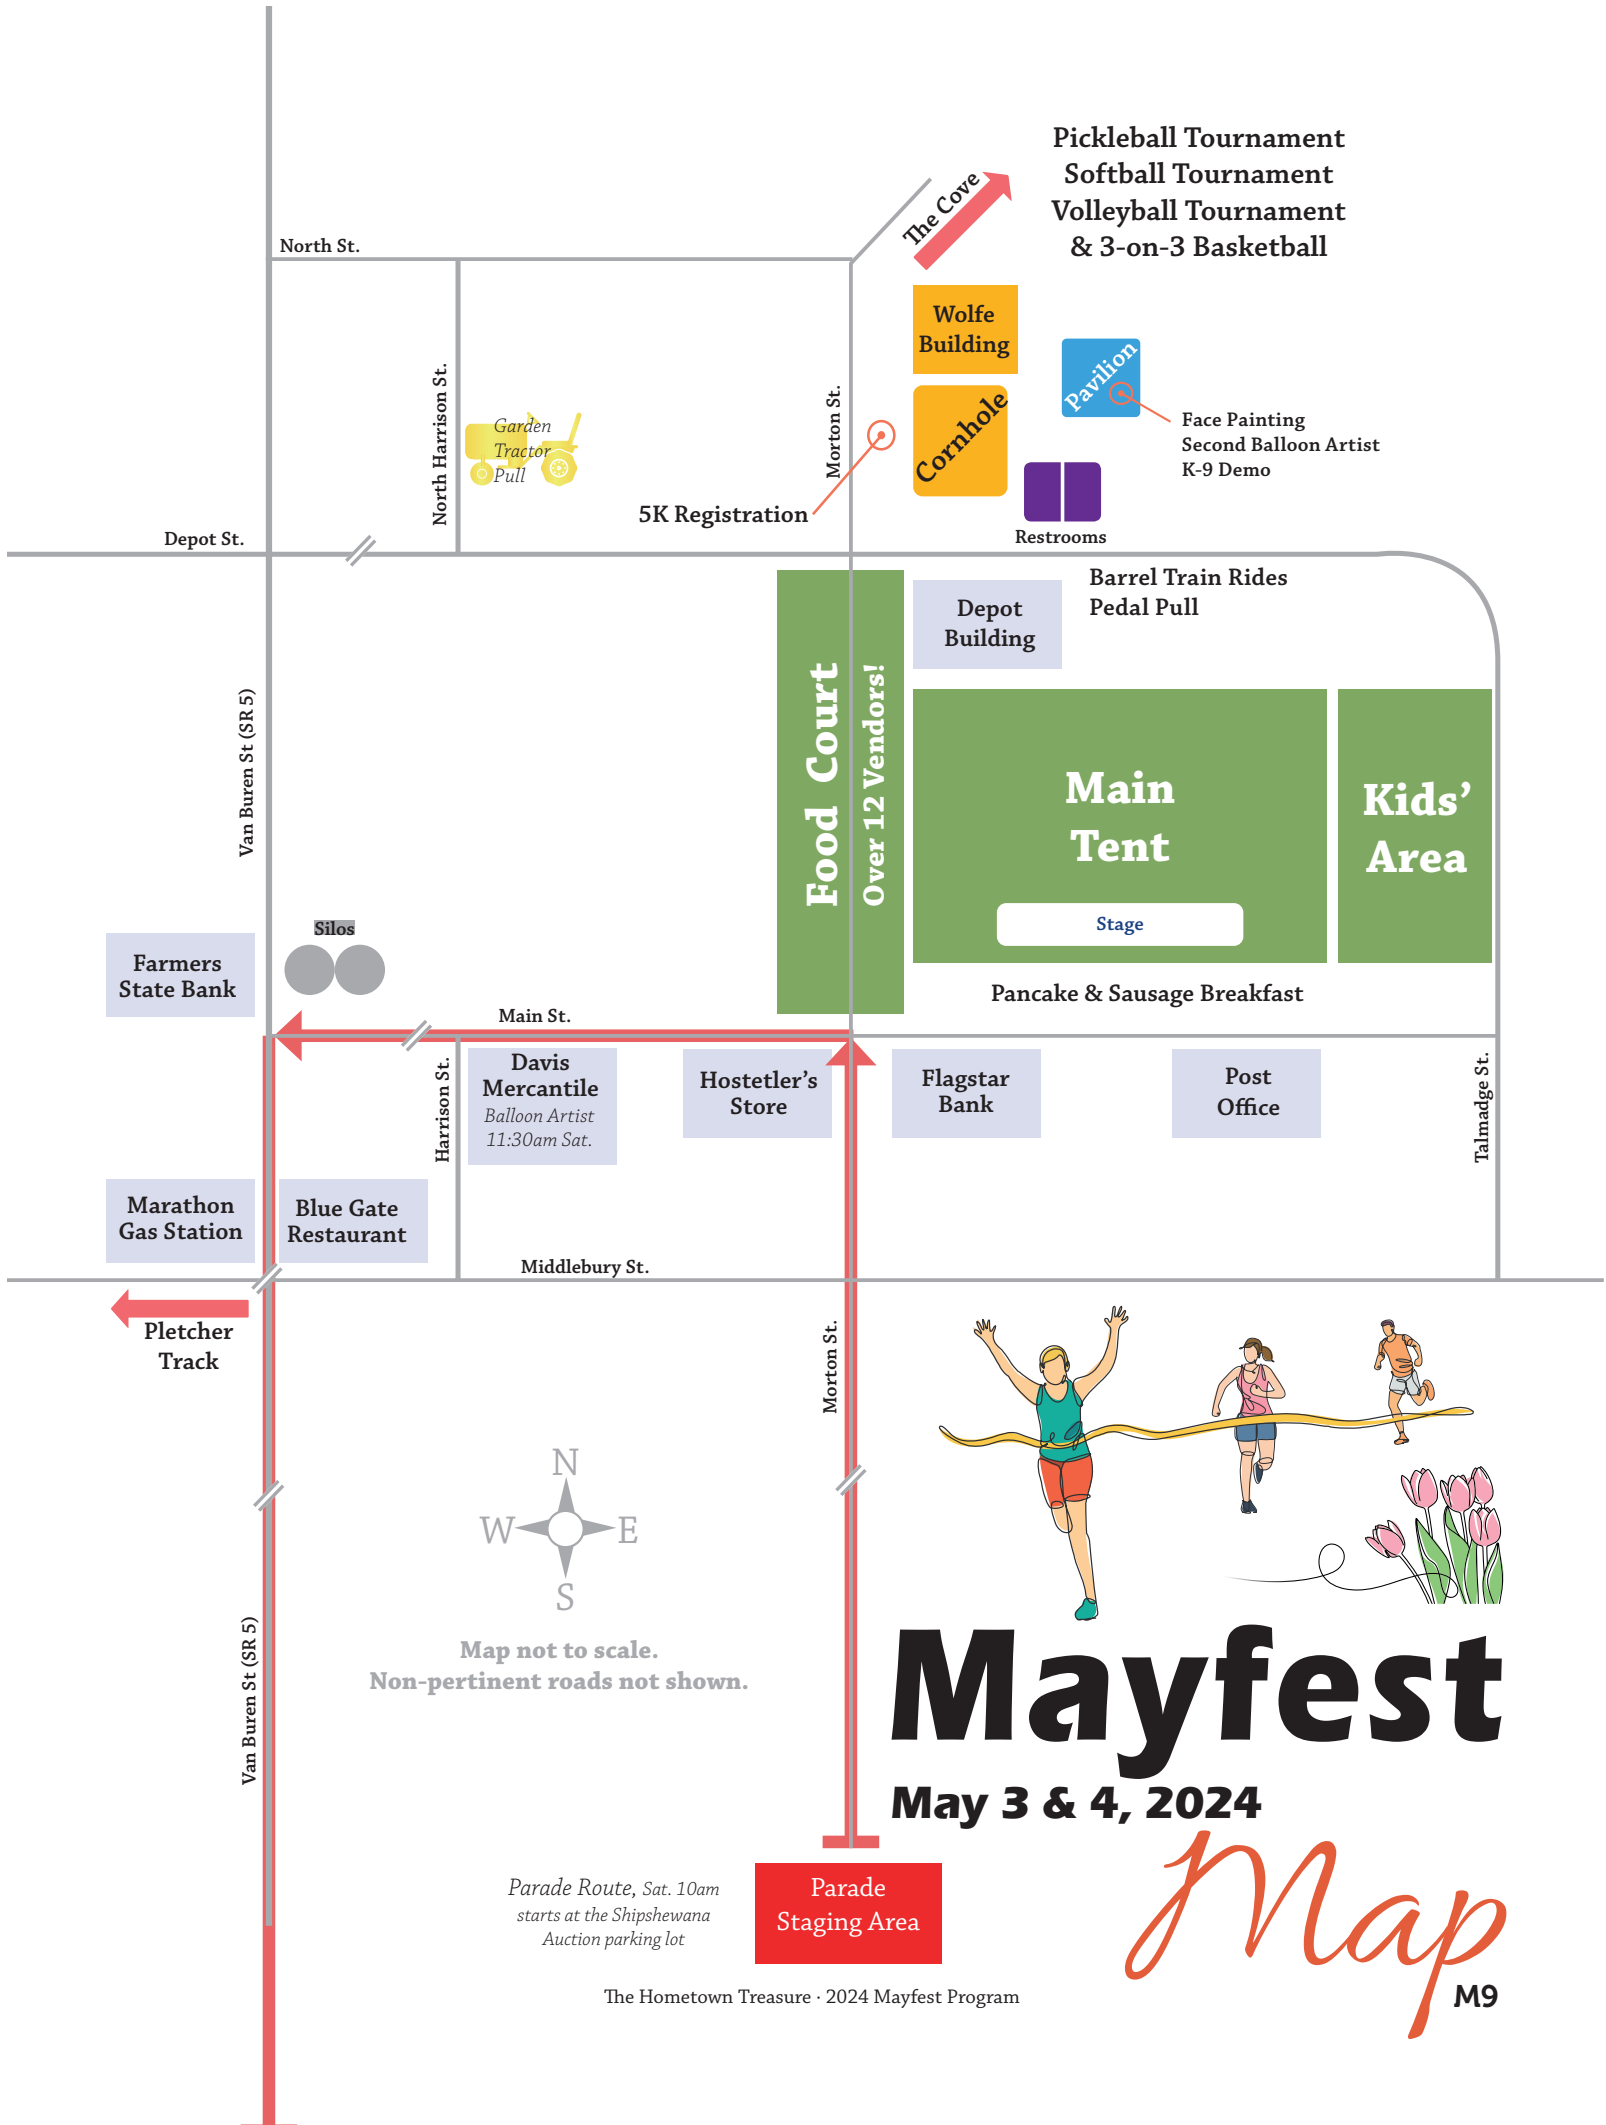 Pickleball Tournament
Softball Tournament
Volleyball Tournament
& 3-on-3 Basketball
The Cove
North St.
Wolfe
Building
Pavilion
North Harrison St.
Garden
Tractor
Pull
Morton St.
Cornhole
Face Painting
Second Balloon Artist
K-9 Demo
5K Registration
Restrooms
Depot St.
Barrel Train Rides
Pedal Pull
Depot
Building
Van Buren St (SR 5)
Food Court
Over 12 Vendors!
Main
Tent
Kids’
Area
Stage
Silos
Farmers
State Bank
Pancake & Sausage Breakfast
Main St.
Harrison St.
Davis
Mercantile
Balloon Artist
11:30am Sat.
Hostetler’s
Store
Flagstar
Bank
Post
Office
Talmadge St.
Marathon
Gas Station
Blue Gate
Restaurant
Middlebury St.
Pletcher
Track
Morton St.
N
W
E
S
Map not to scale.
Non-pertinent roads not shown.
Van Buren St (SR 5)
Mayfest
May 3 & 4, 2024
Map
Parade Route, Sat. 10am
starts at the Shipshewana
Auction parking lot
Parade
Staging Area
The Hometown Treasure · 2024 Mayfest Program
M9